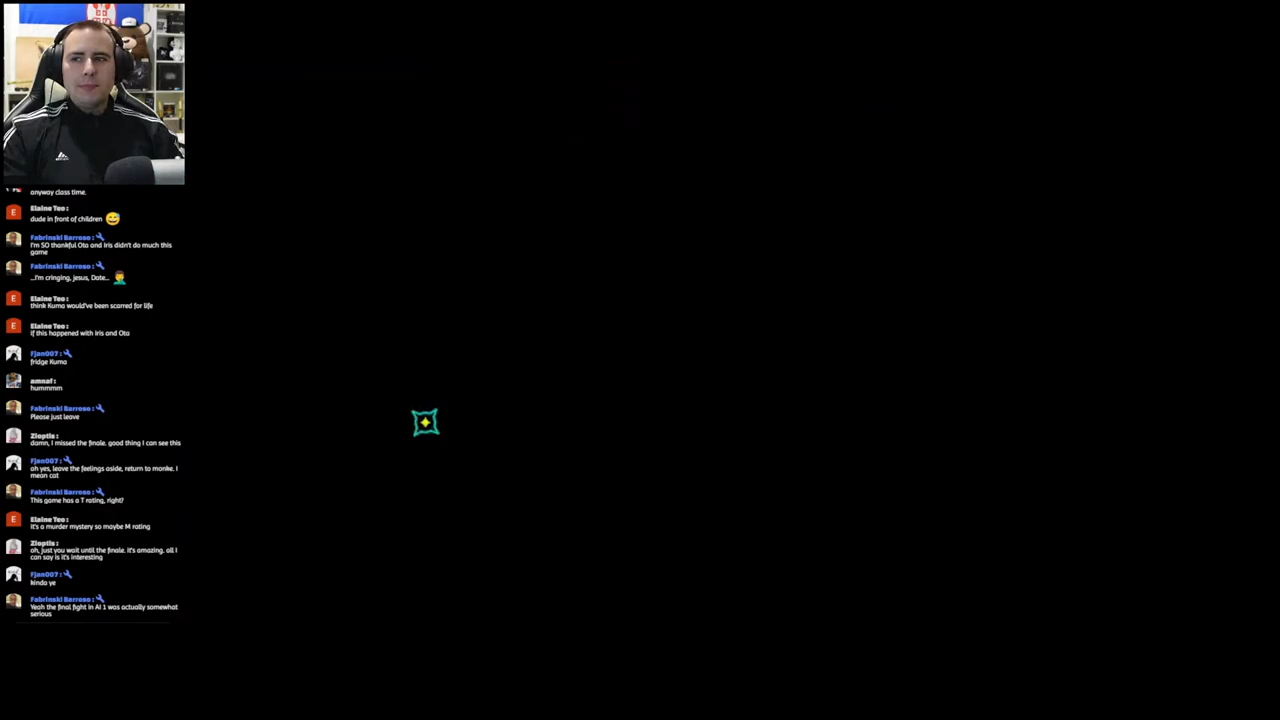 anyway class time.
Elaine Teo :
dude in front of children
Fabrinski Barroso :
I'm SO thankful Ota and Iris didn't do much this
game
Fabrinski Barroso :
...I'm cringing, jesus, Date...
Elaine Teo :
think Kuma would've been scarred for life
Elaine Teo :
If this happened with Iris and Ota
Fjan007 :
fridge Kuma
amnaf :
hummmm
Fabrinski Barroso :
Please just leave
Zioptis :
damn, I missed the finale. good thing I can see this
Fjan007 :
oh yes, leave the feelings aside, return to monke. I
mean cat
Fabrinski Barroso :
This game has a T rating, right?
Elaine Teo :
it's a murder mystery so maybe M rating
Zioptis :
oh, just you wait until the finale. it's amazing. all I
can say is it's interesting
Fjan007 :
kinda ye
Fabrinski Barroso :
Yeah the final fight in AI 1 was actually somewhat
serious